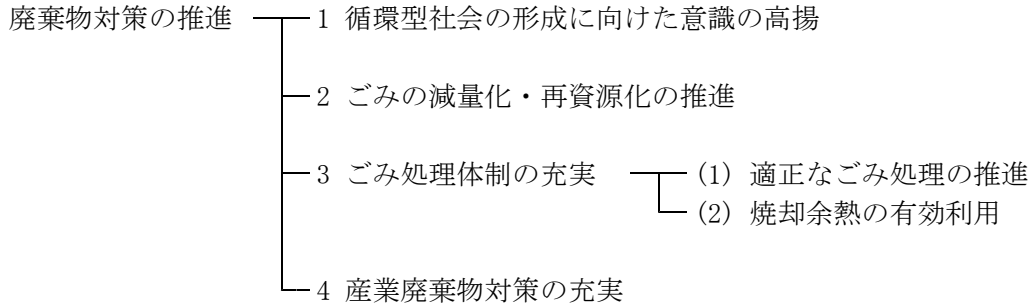 廃棄物対策の推進 1 循環型社会の形成に向けた意識の高揚
2 ごみの減量化・再資源化の推進
3 ごみ処理体制の充実 (1) 適正なごみ処理の推進
(2) 焼却余熱の有効利用
4 産業廃棄物対策の充実